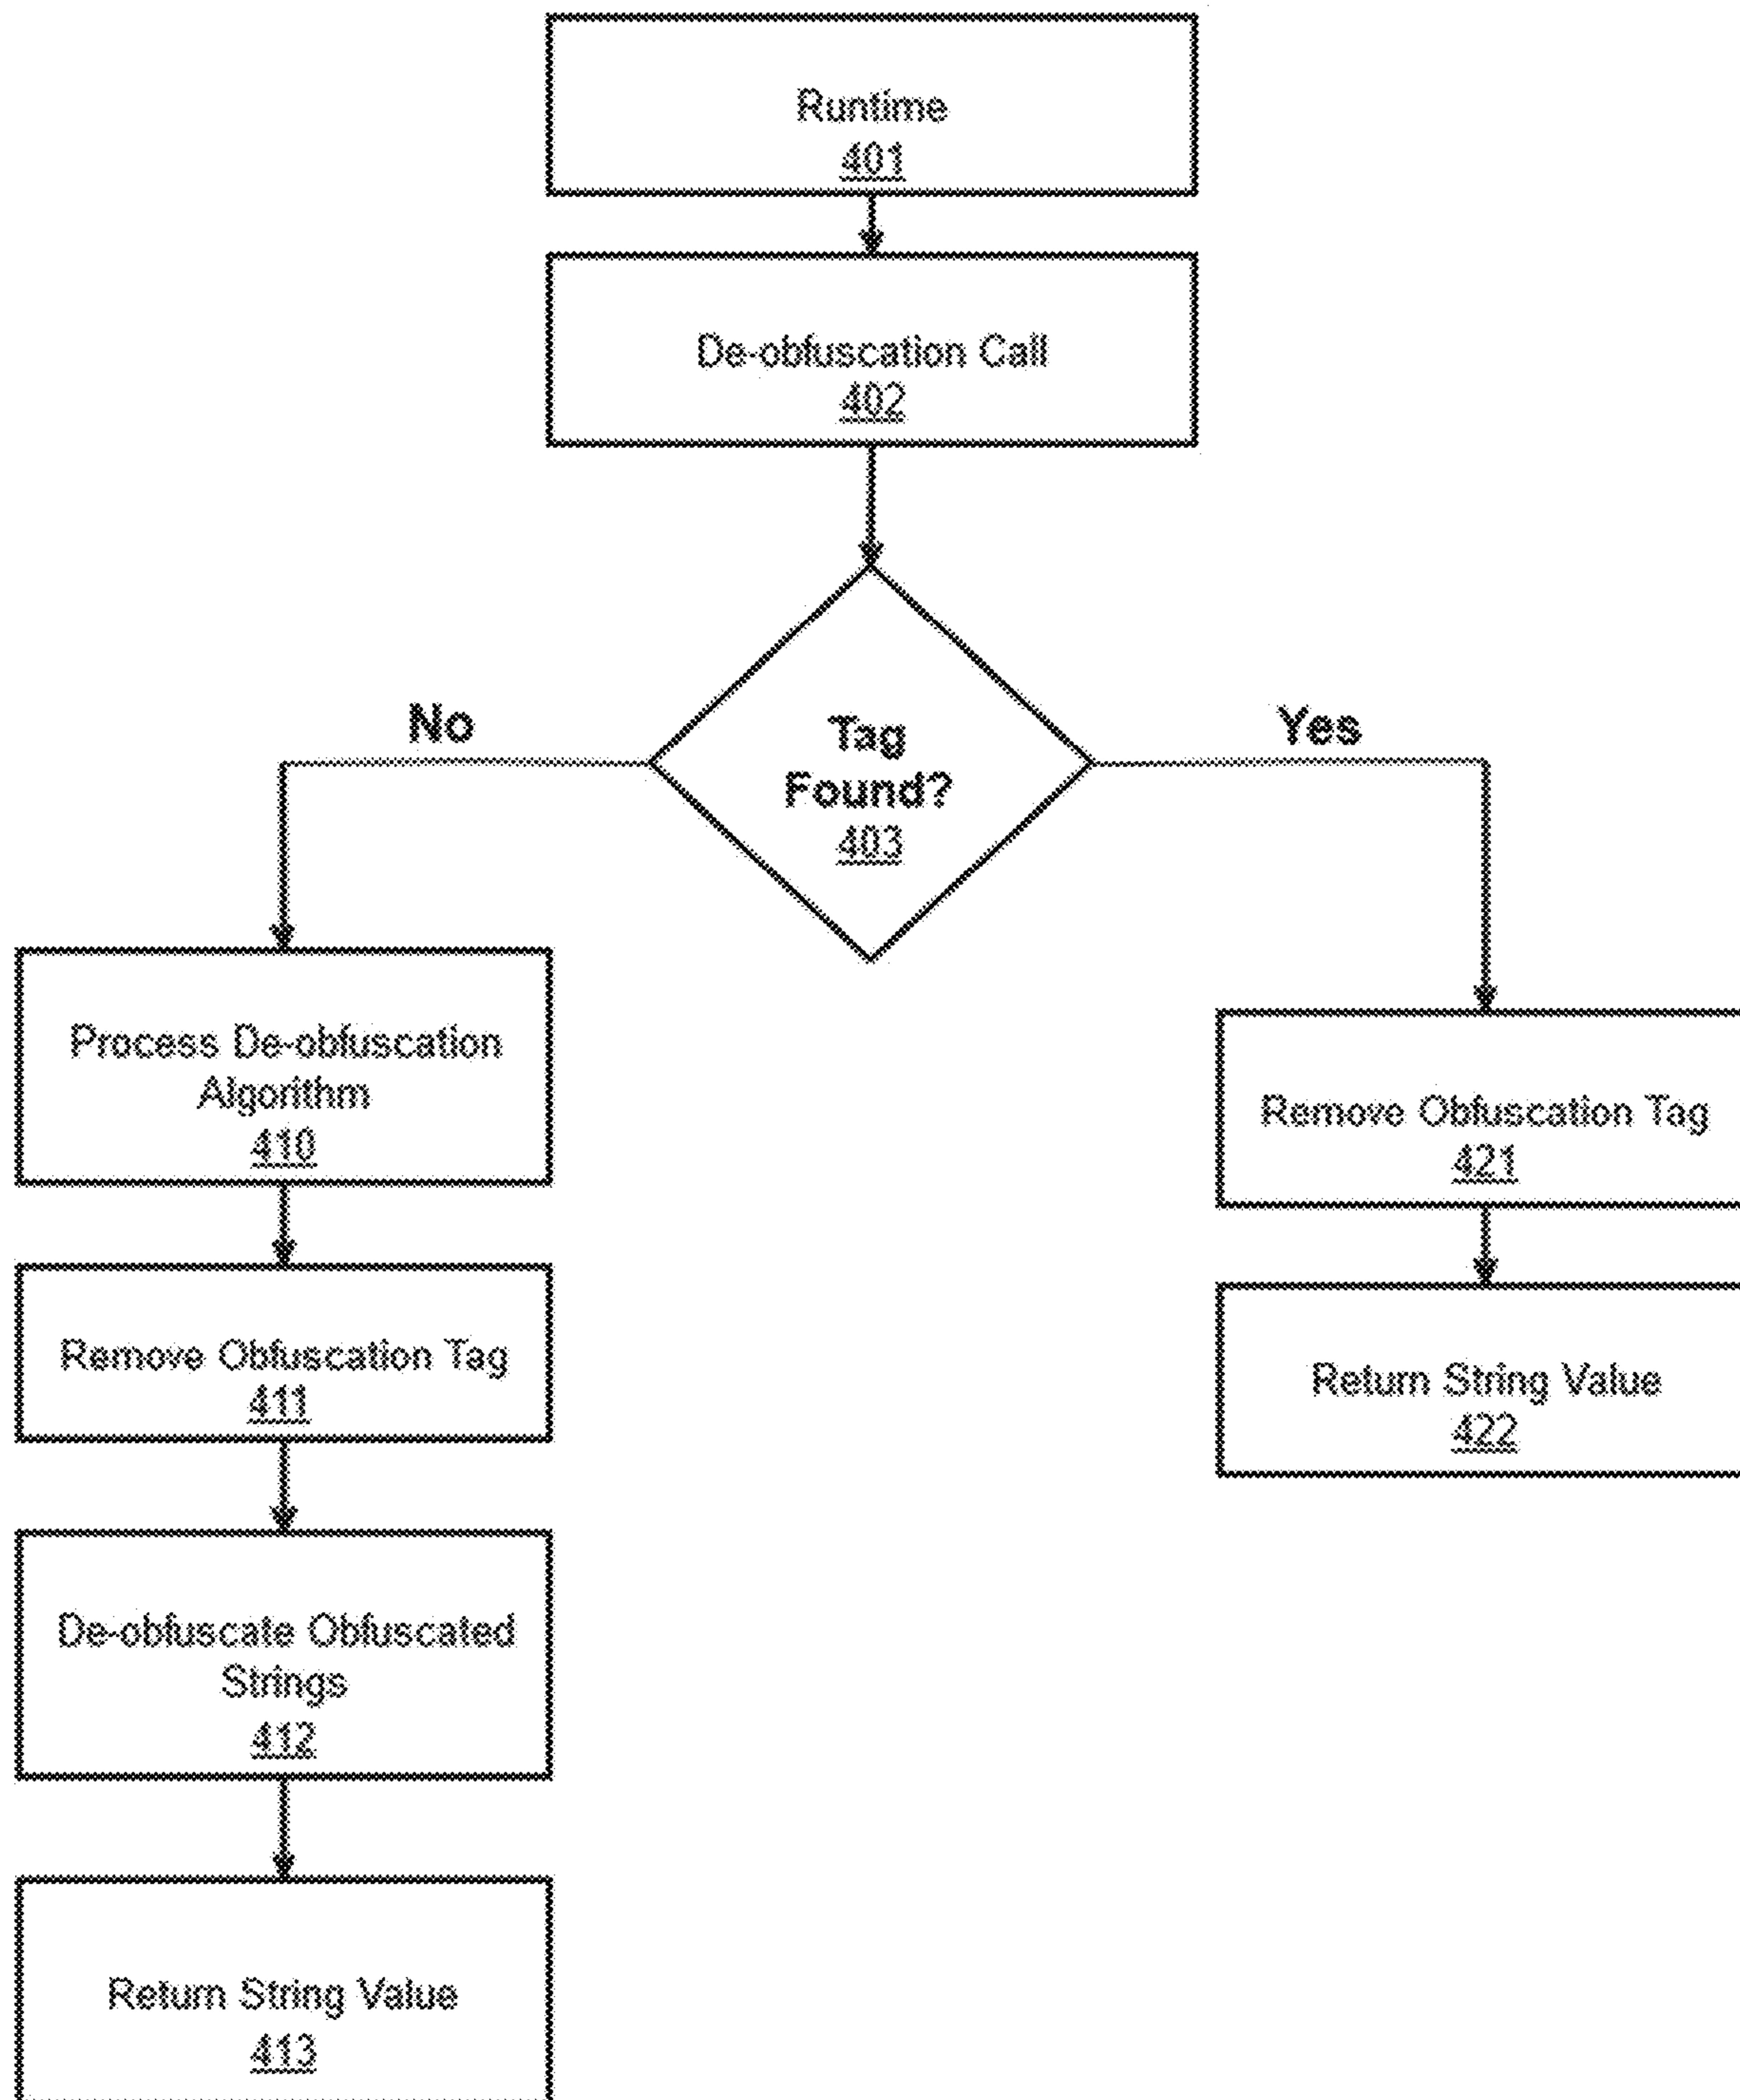 Runtime
401
De-obfuscation Call
402
No
Yes
Tag
Found?
403
Process De-obfuscation
Algorithm
410
Remove Obfuscation Tag
421
Remove Obfuscation Tag
411
Return String Value
422
De-obfuscate Obfuscated
Strings
412
Return String Value
413